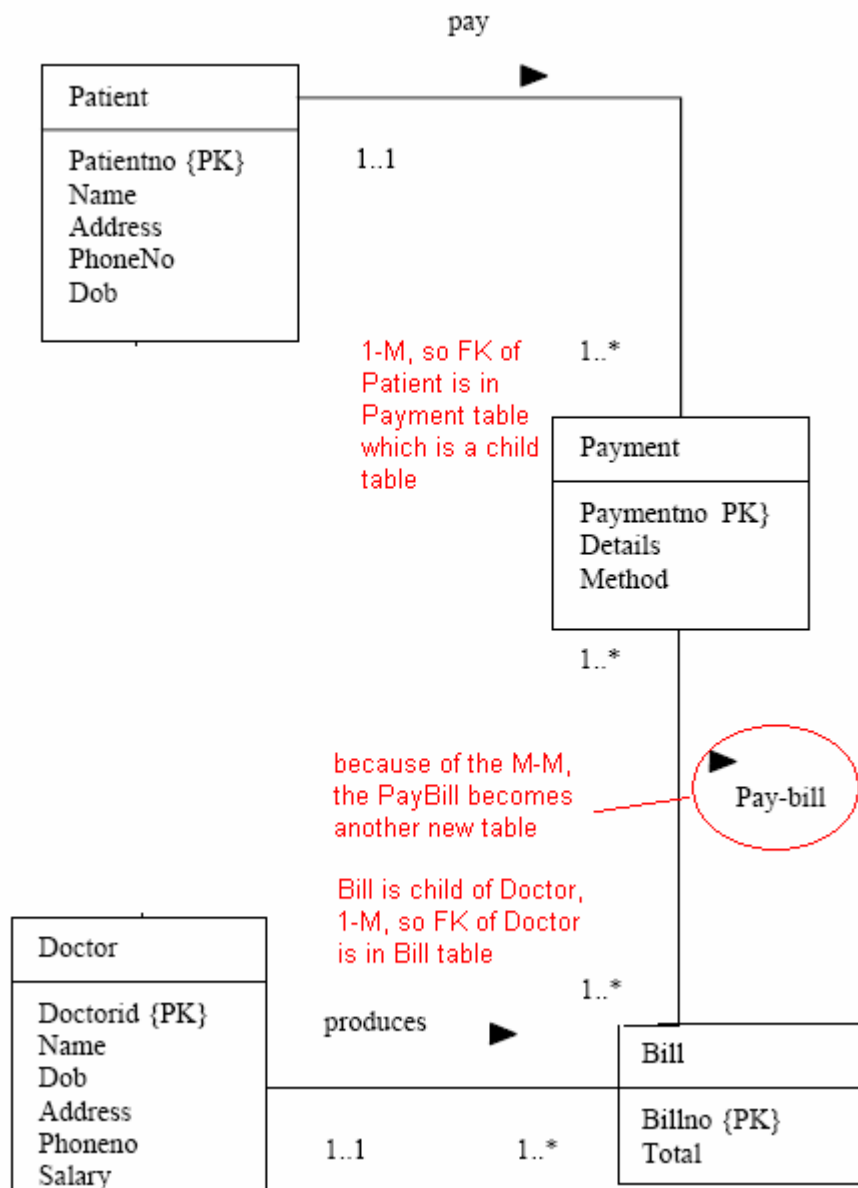 pay
Patient
Patientno {PK}
Name
Address
PhoneNo
Dob
1..1
1-M, so FK of
Patient is in
Payment table
which is a child
table
1..*
Payment
Paymentno PK}
Details
Method
1..*
because of the M-M,
the PayBill becomes
another new table
Pay-bill
Bill is child of Doctor,
1-M, so FK of Doctor
is in Bill table
1..*
Doctor
Doctorid {PK}
Name
Dob
Address
Phoneno
Salary
produces
1..1
1..*
Bill
Billno {PK}
Total